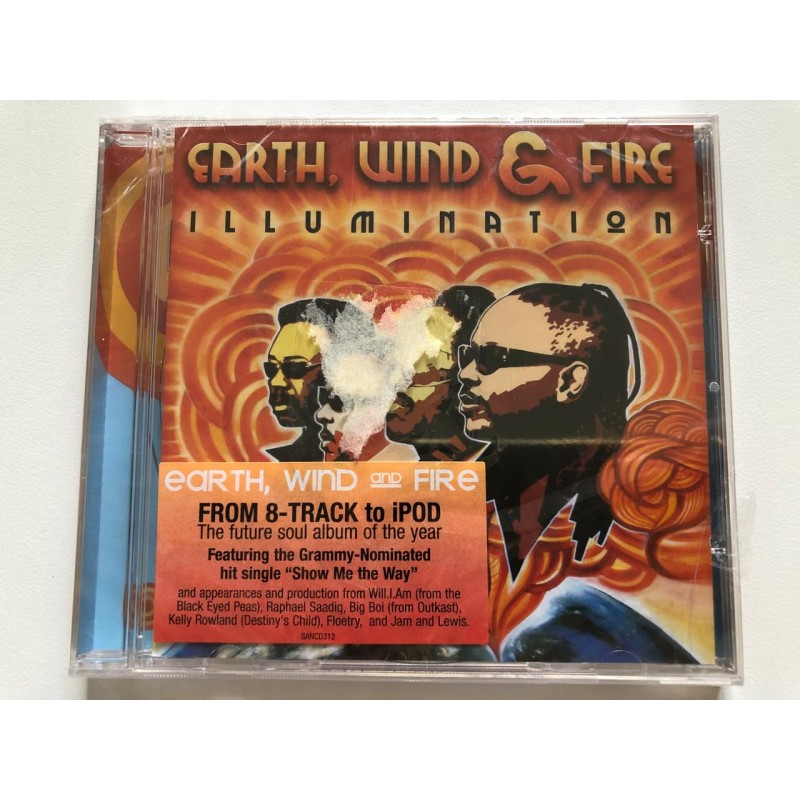 EARTH, WIND & FIRE
ILLUMINATION
EARTH, WIND AND FIRE
FROM 8-TRACK to iPOD
The future soul album of the year
Featuring the Grammy-Nominated
hit single “Show Me the Way”
and appearances and production from Will.I.Am (from the
Black Eyed Peas), Raphael Saadiq, Big Boi (from Outkast),
Kelly Rowland (Destiny's Child), Floetry, and Jam and Lewis.
SANCD312